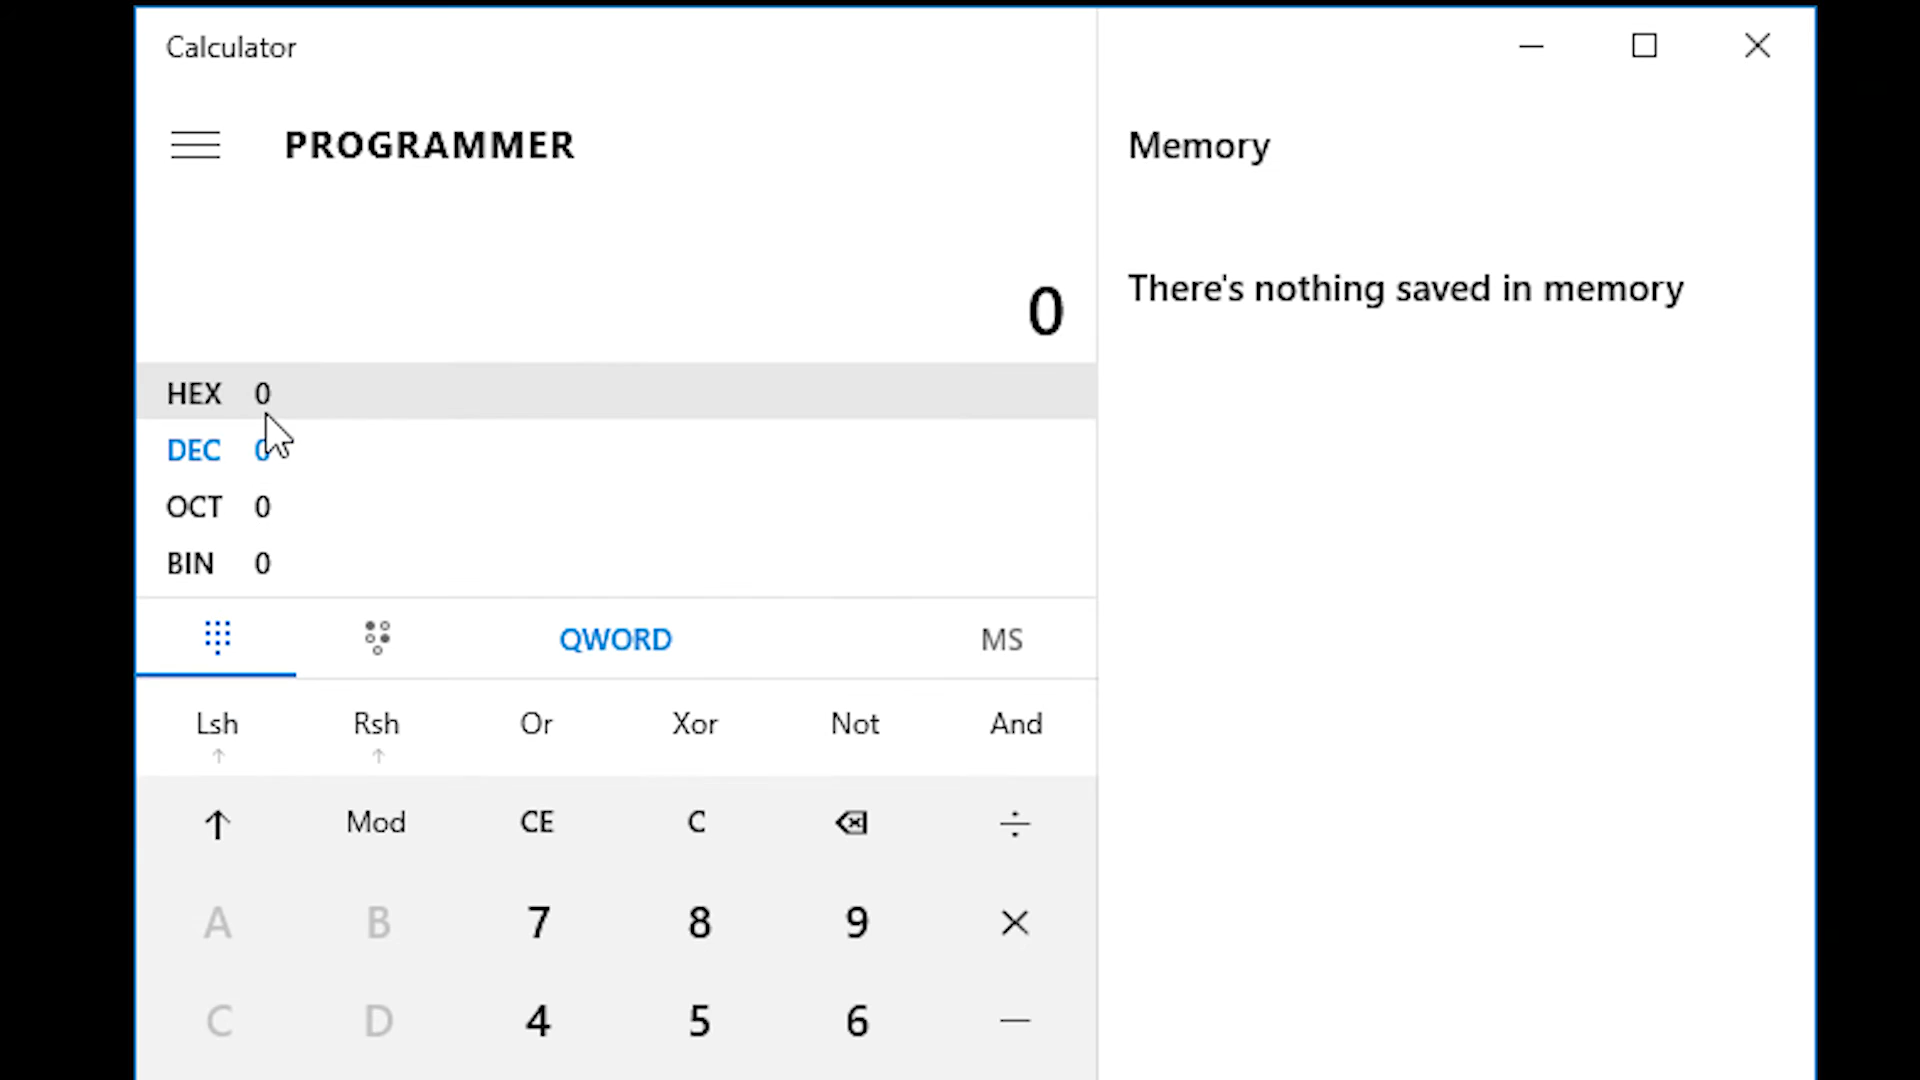 Calculator
PROGRAMMER
0
HEX 0
DEC 0
OCT 0
BIN 0
QWORD MS
Lsh Rsh Or Xor Not And
↑ ↑
↑ Mod CE C ÷
A B 7 8 9 ×
C D 4 5 6 −
Memory
There's nothing saved in memory